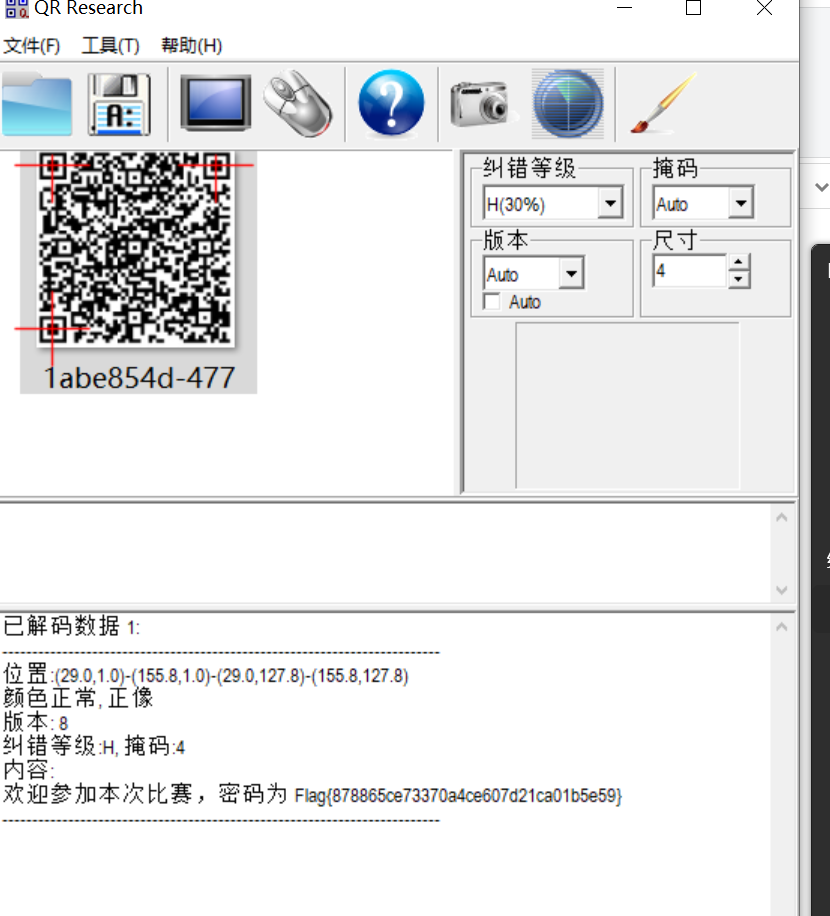 QR Research
文件(F) 工具(T) 帮助(H)
A:
纠错等级
掩码
H(30%)
Auto
版本
尺寸
Auto
4
Auto
1abe854d-477
已解码数据 1:
---------------------------------------------------------------------------
位置:(29.0,1.0)-(155.8,1.0)-(29.0,127.8)-(155.8,127.8)
颜色正常, 正像
版本: 8
纠错等级:H, 掩码:4
内容:
欢迎参加本次比赛，密码为 Flag{878865ce73370a4ce607d21ca01b5e59}
---------------------------------------------------------------------------